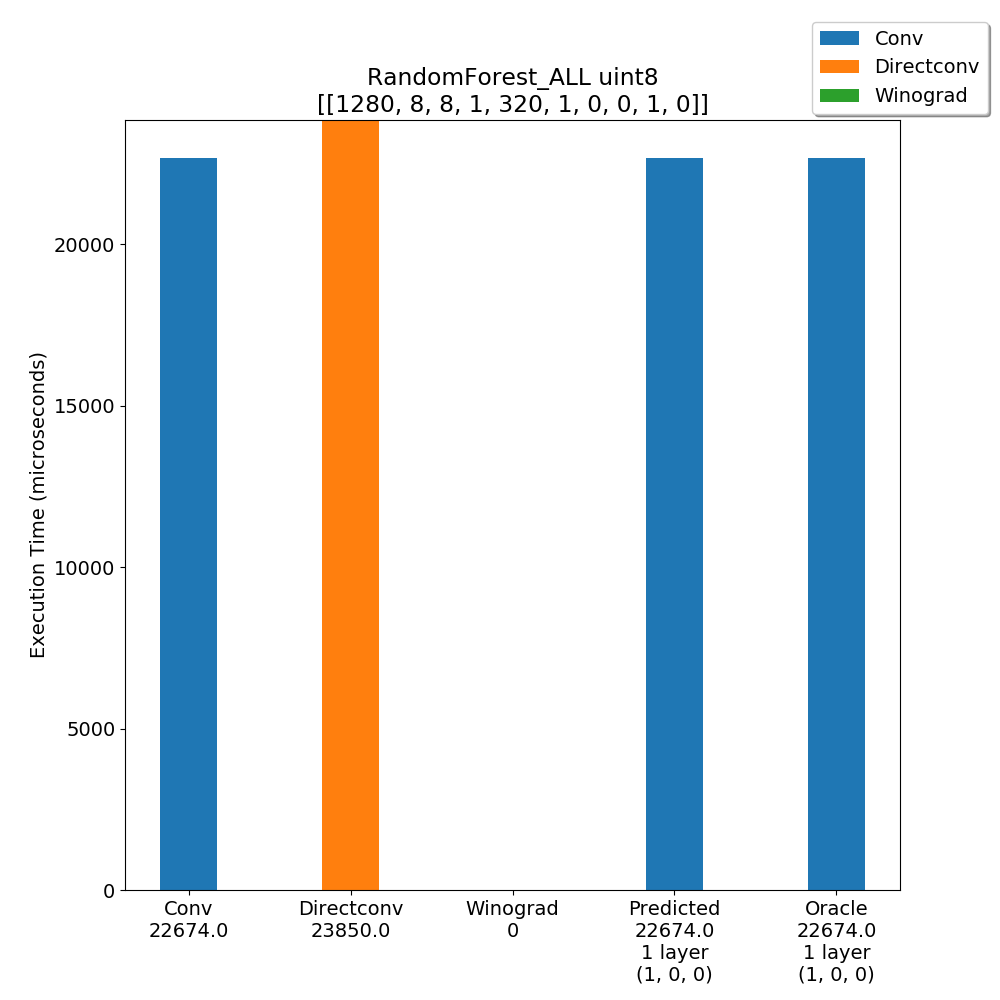 Conv
Directconv
Winograd
RandomForest_ALL uint8
[[1280, 8, 8, 1, 320, 1, 0, 0, 1, 0]]
Execution Time (microseconds)
20000
15000
10000
5000
0
Conv
22674.0
Directconv
23850.0
Winograd
0
Predicted
22674.0
1 layer
(1, 0, 0)
Oracle
22674.0
1 layer
(1, 0, 0)